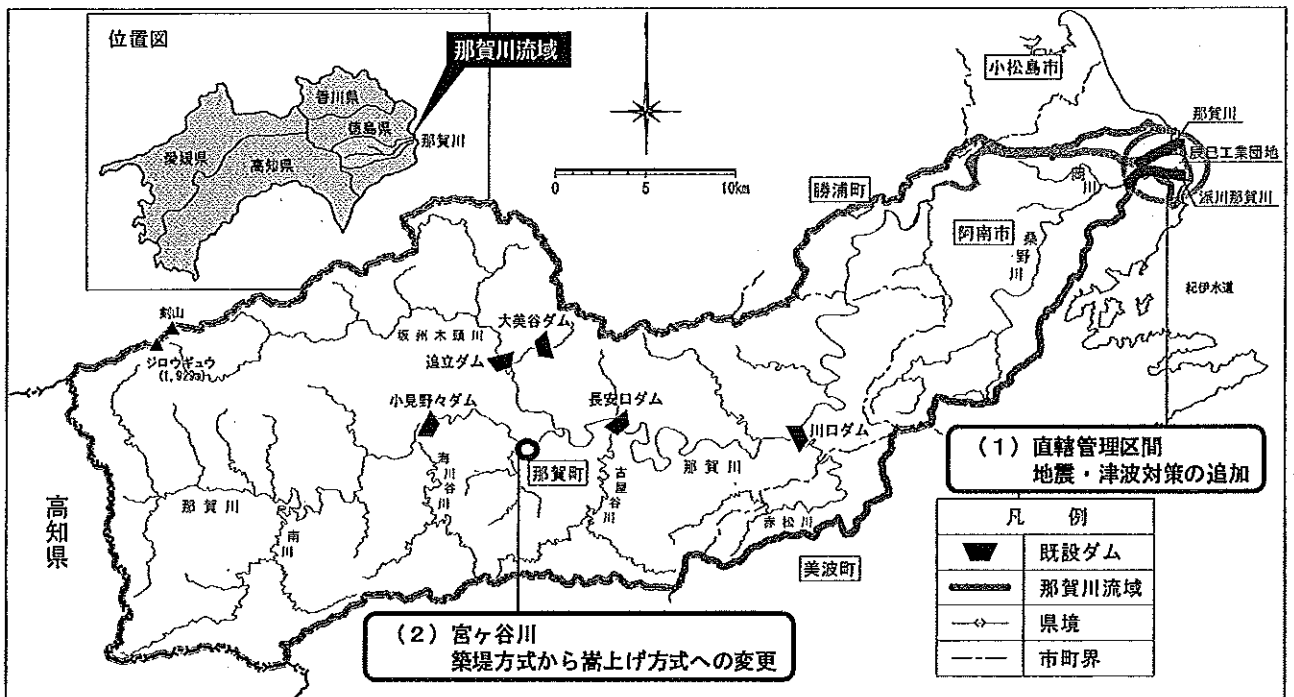 位置図
那賀川流域
香川県
徳島県
愛媛県
高知県
那賀川
0 5 10km
小松島市
那賀川
辰巳工業団地
派川那賀川
勝浦町
岡川
阿南市
桑野川
紀伊水道
剣山
ジロウギュウ
(1,929m)
坂州木頭川
大美谷ダム
追立ダム
小見野々ダム
長安口ダム
川口ダム
那賀町
海川谷川
古屋谷川
那賀川
那賀川
南川
赤松川
美波町
高知県
(1) 直轄管理区間
地震・津波対策の追加
(2) 宮ヶ谷川
築堤方式から嵩上げ方式への変更
凡 例
既設ダム
那賀川流域
県境
市町界